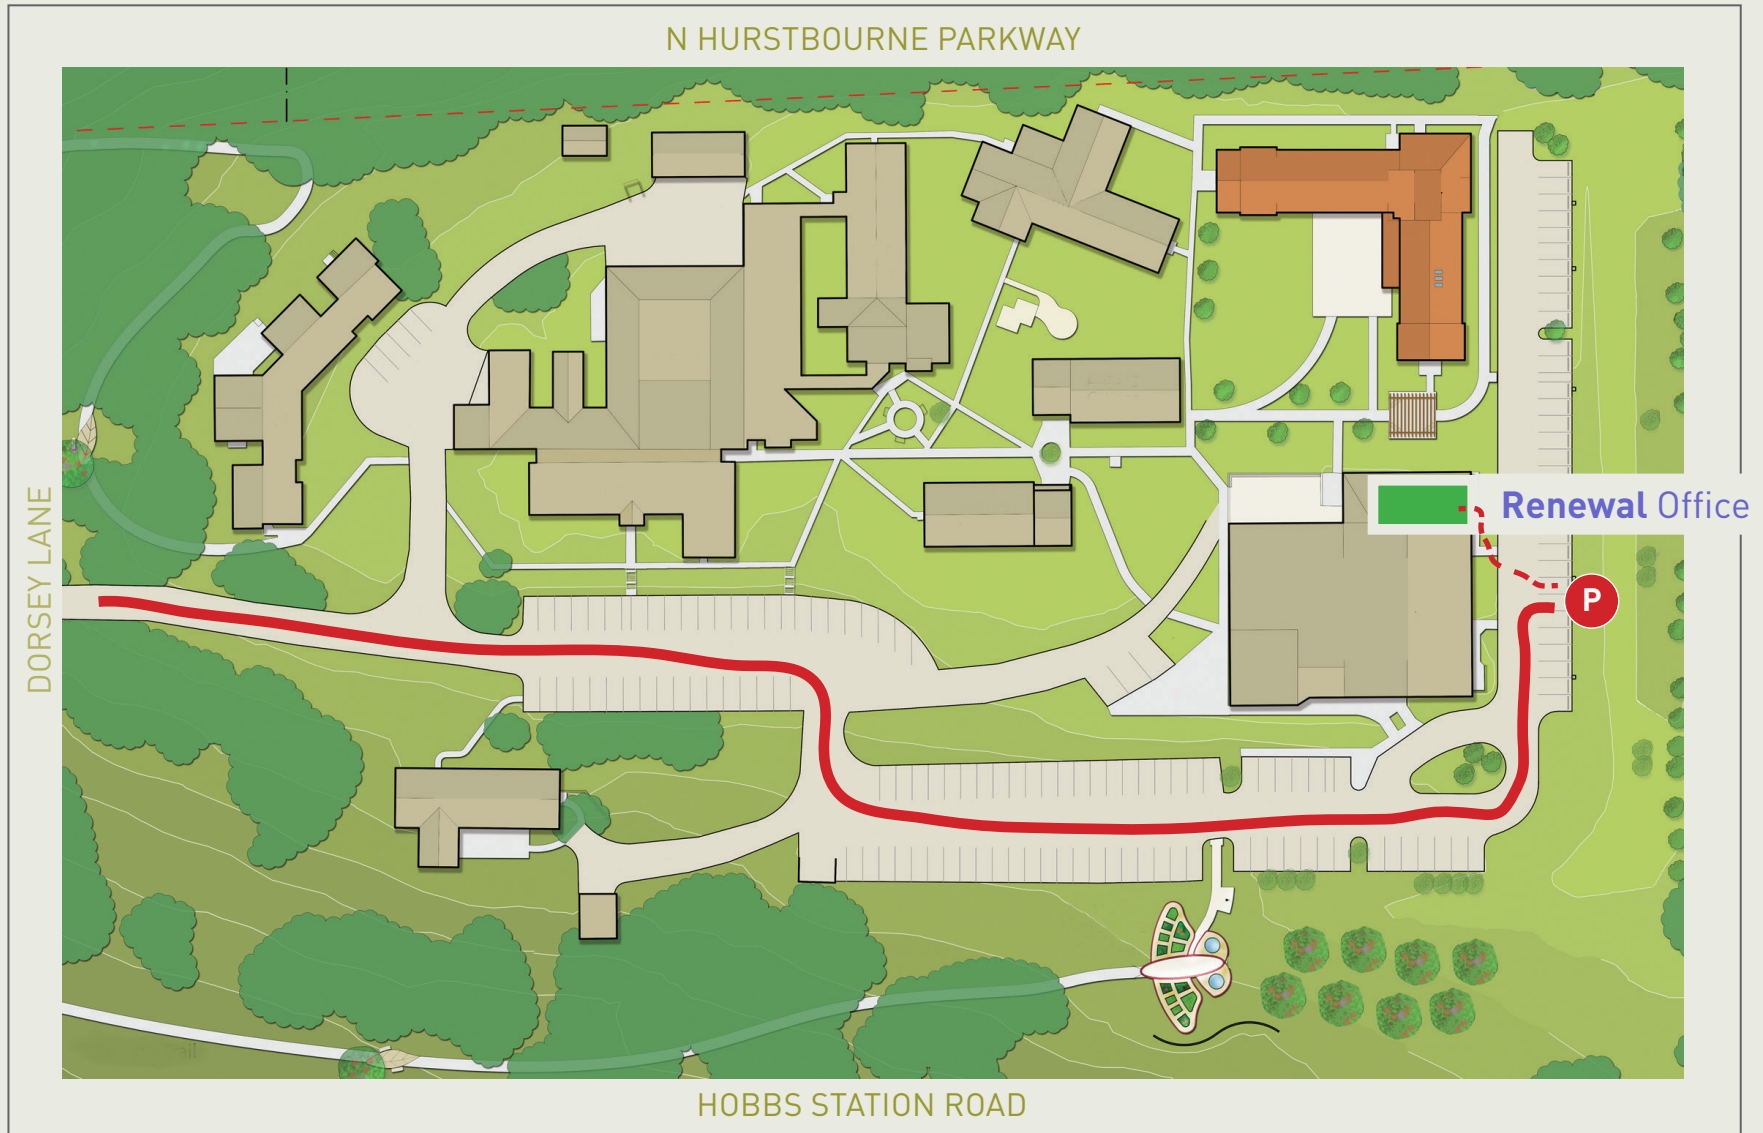 N HURSTBOURNE PARKWAY
DORSEY LANE
Renewal Office
P
HOBBS STATION ROAD